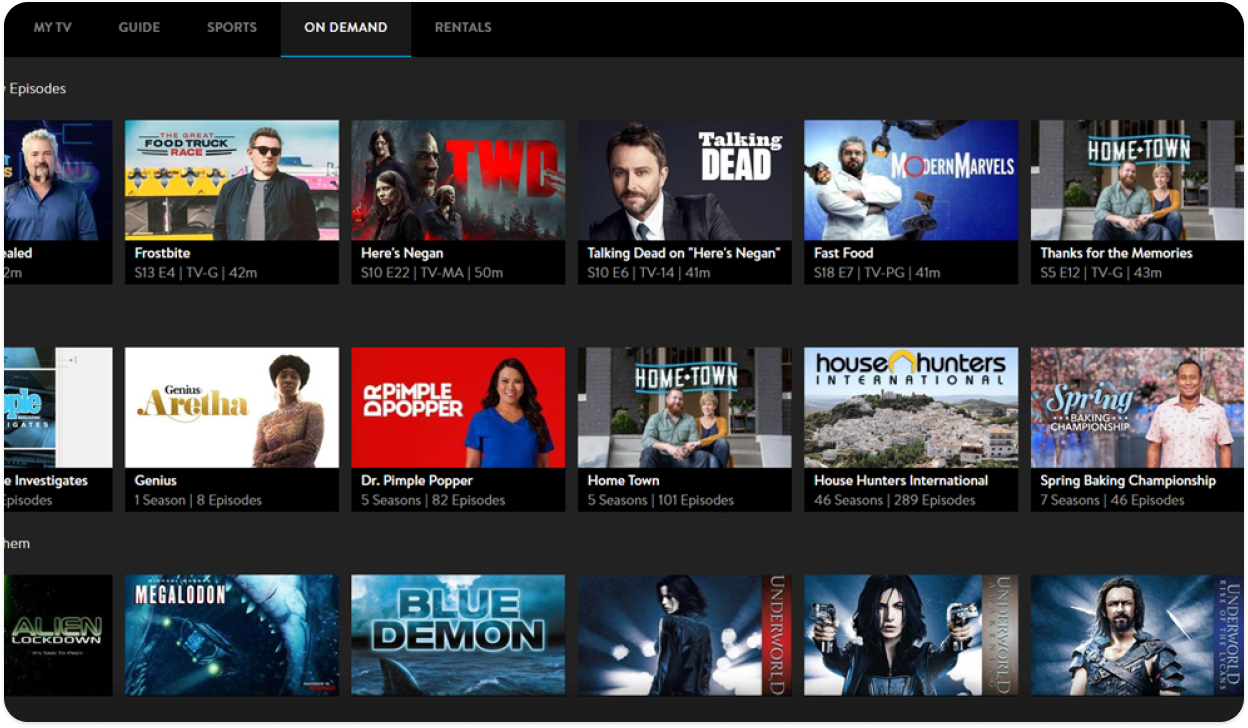 MY TV
GUIDE
SPORTS
ON DEMAND
RENTALS
Episodes
THE GREAT
FOOD TRUCK
RACE
TWD
Talking
DEAD
MODERN MARVELS
HOME TOWN
Frostbite
Here's Negan
Talking Dead on "Here's Negan"
Fast Food
Thanks for the Memories
S13 E4 | TV-G | 42m
S10 E22 | TV-MA | 50m
S10 E6 | TV-14 | 41m
S18 E7 | TV-PG | 41m
S5 E12 | TV-G | 43m
Genius:
Aretha
DR PiMPLE
POPPER
HOME TOWN
house hunters
INTERNATIONAL
Spring
BAKING
CHAMPIONSHIP
Investigates
Genius
Dr. Pimple Popper
Home Town
House Hunters International
Spring Baking Championship
Episodes
1 Season | 8 Episodes
5 Seasons | 82 Episodes
5 Seasons | 101 Episodes
46 Seasons | 289 Episodes
7 Seasons | 46 Episodes
ALIEN
LOCKDOWN
MEGALODON
BLUE
DEMON
UNDERWORLD
UNDERWORLD
UNDERWORLD
RISE OF THE LYCANS